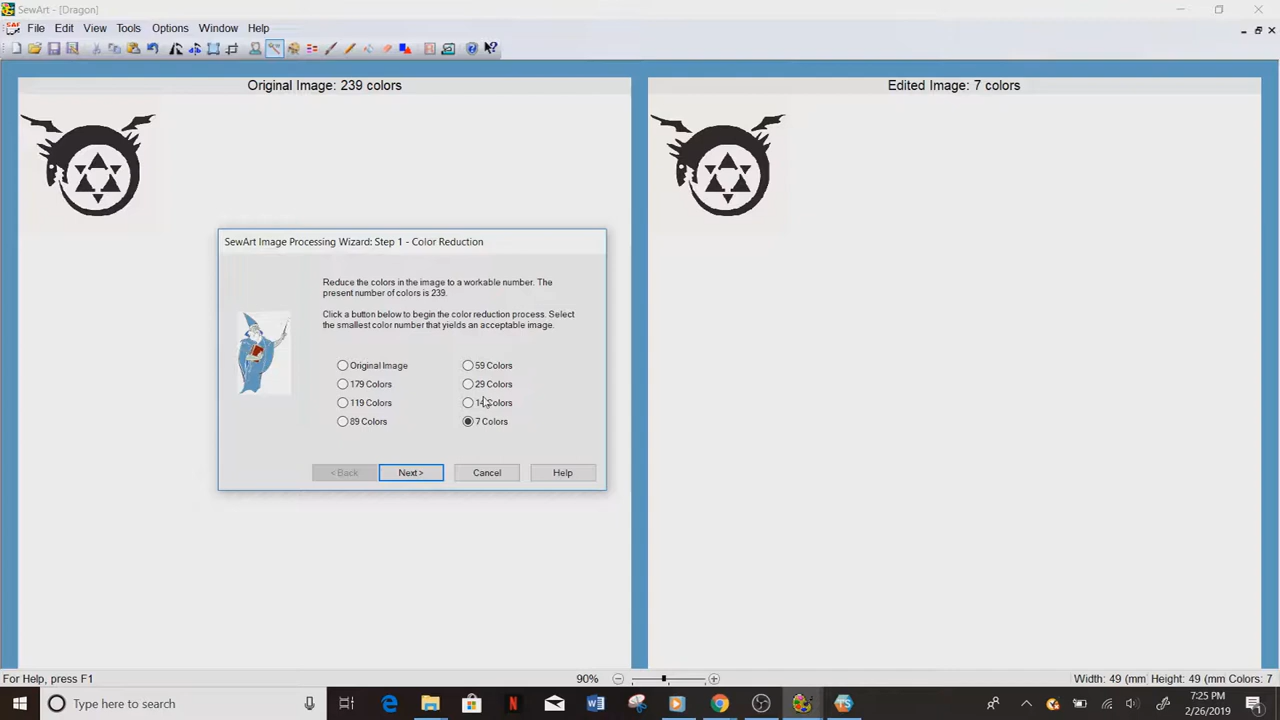 SewArt - [Dragon]
File Edit View Tools Options Window Help
Original Image: 239 colors
Edited Image: 7 colors
SewArt Image Processing Wizard: Step 1 - Color Reduction
Reduce the colors in the image to a workable number. The
present number of colors is 239.
Click a button below to begin the color reduction process. Select
the smallest color number that yields an acceptable image.
Original Image 59 Colors
179 Colors 29 Colors
119 Colors Colors
89 Colors 7 Colors
< Back Next > Cancel Help
For Help, press F1 90% Width: 49 (mm Height: 49 (mm Colors: 7
Type here to search
7:25 PM
2/26/2019